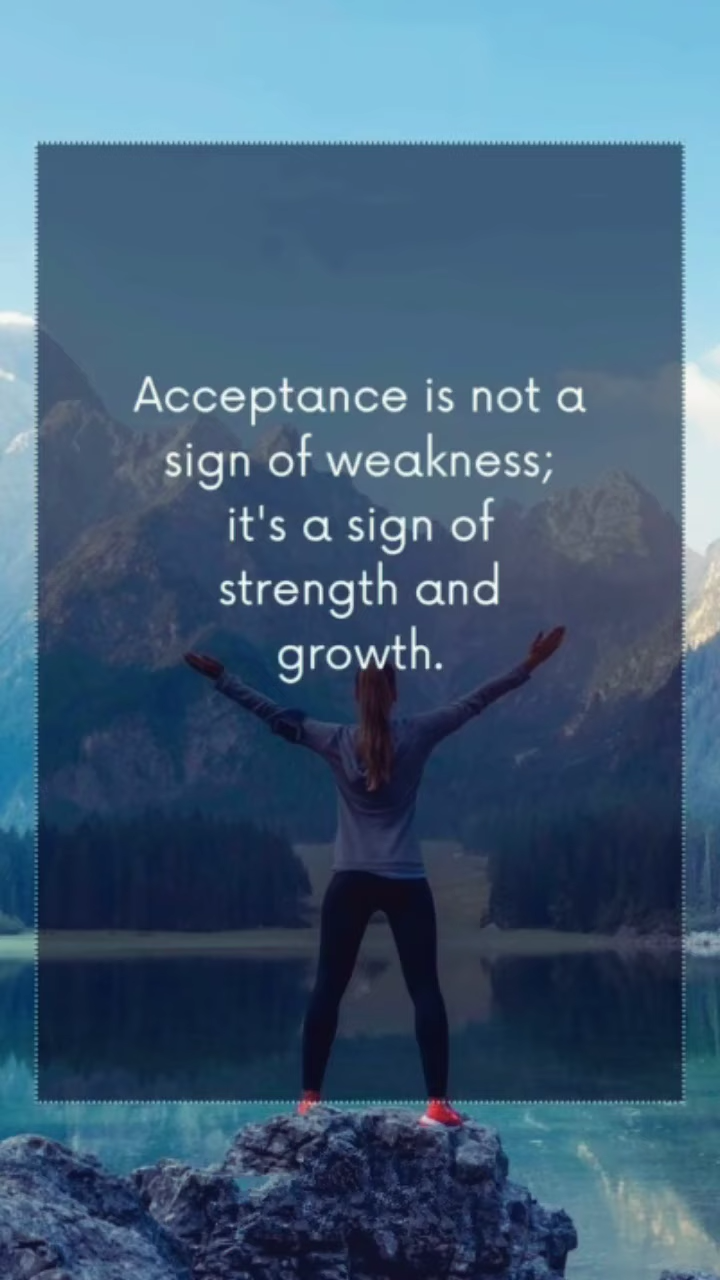 Acceptance is not a
sign of weakness;
it's a sign of
strength and
growth.